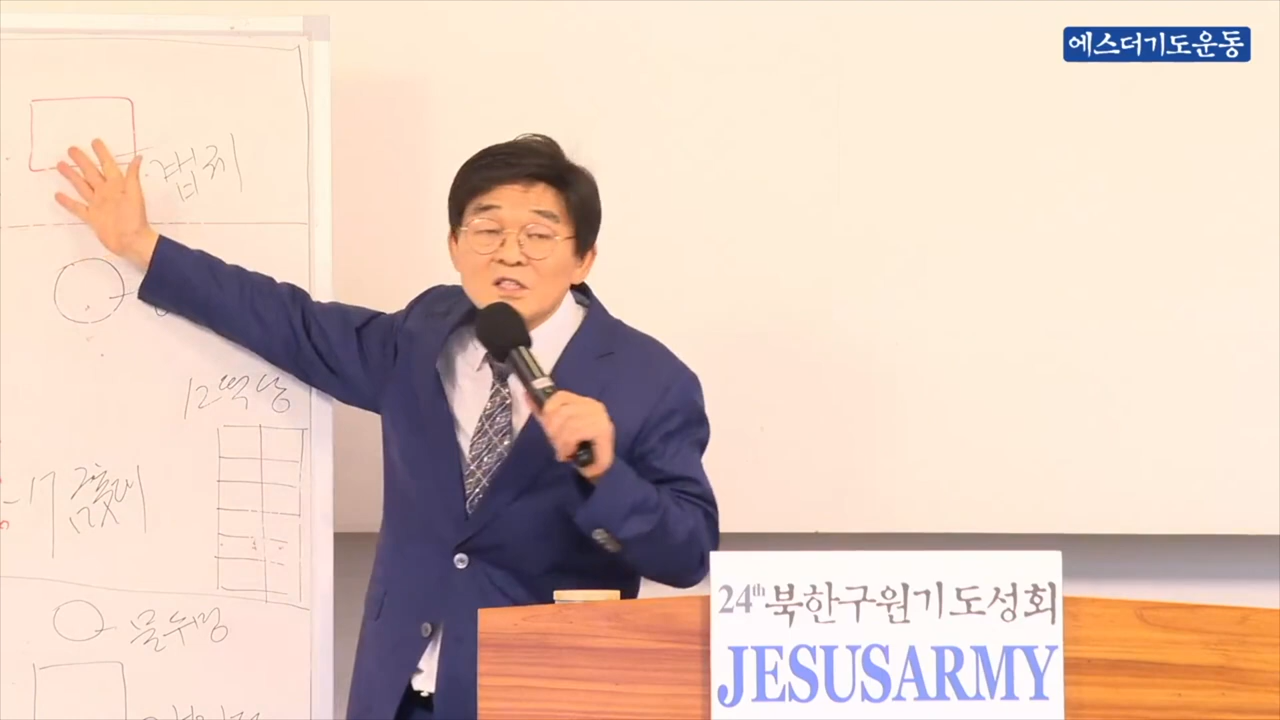 에스더기도운동
법궤
12떡상
-17 금촛대
물두멍
24th 북한구원기도성회
JESUSARMY